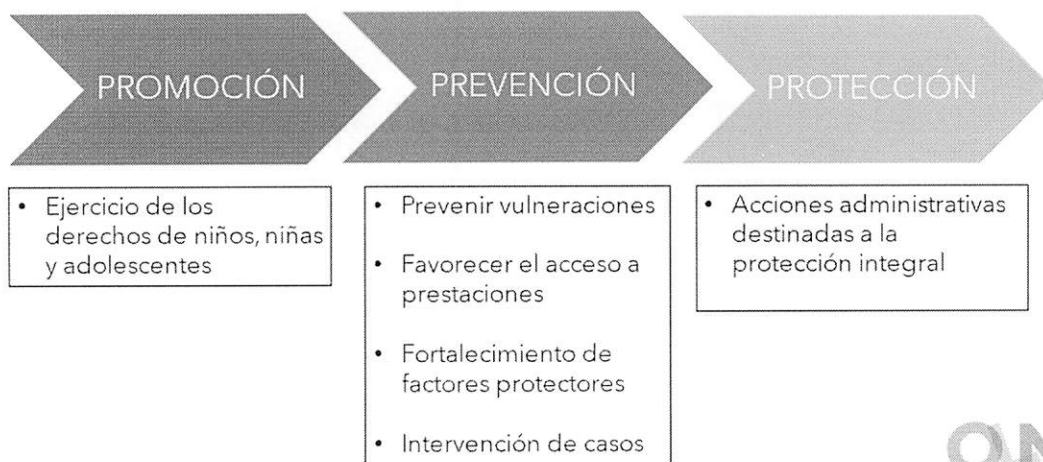 PROMOCIÓN
PREVENCIÓN
PROTECCIÓN
• Ejercicio de los
derechos de niños, niñas
y adolescentes
• Prevenir vulneraciones
• Favorecer el acceso a
prestaciones
• Fortalecimiento de
factores protectores
• Intervención de casos
• Acciones administrativas
destinadas a la
protección integral